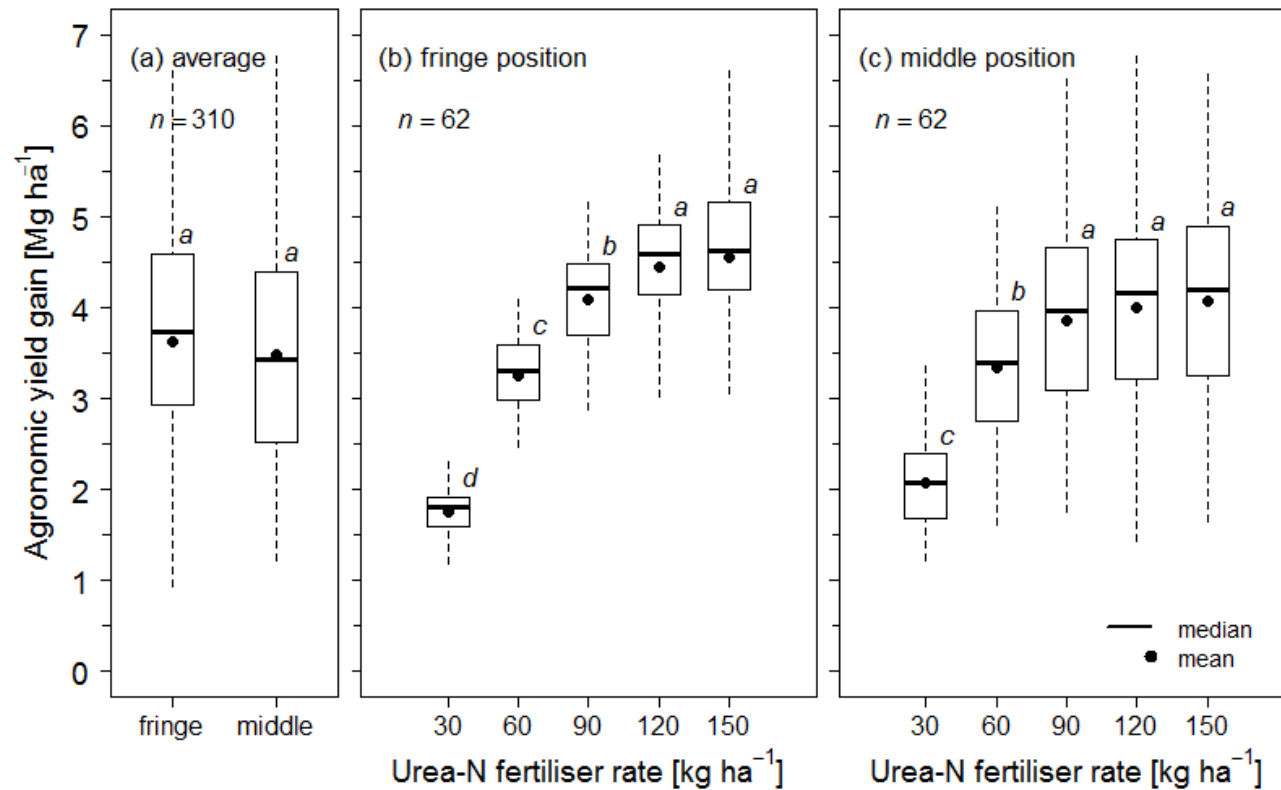 (a) average
(b) fringe position
(c) middle position
n = 310
n = 62
n = 62
Agronomic yield gain [Mg ha⁻¹]
7
6
5
4
3
2
1
0
a
a
d
c
b
a
a
c
b
a
a
a
median
mean
fringe
middle
30
60
90
120
150
30
60
90
120
150
Urea-N fertiliser rate [kg ha⁻¹]
Urea-N fertiliser rate [kg ha⁻¹]